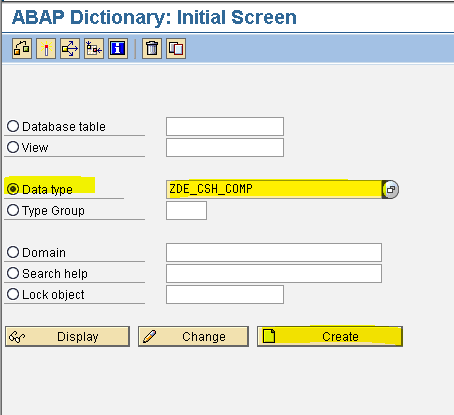 ABAP Dictionary: Initial Screen
Database table
View
Data type ZDE_CSH_COMP
Type Group
Domain
Search help
Lock object
Display Change Create